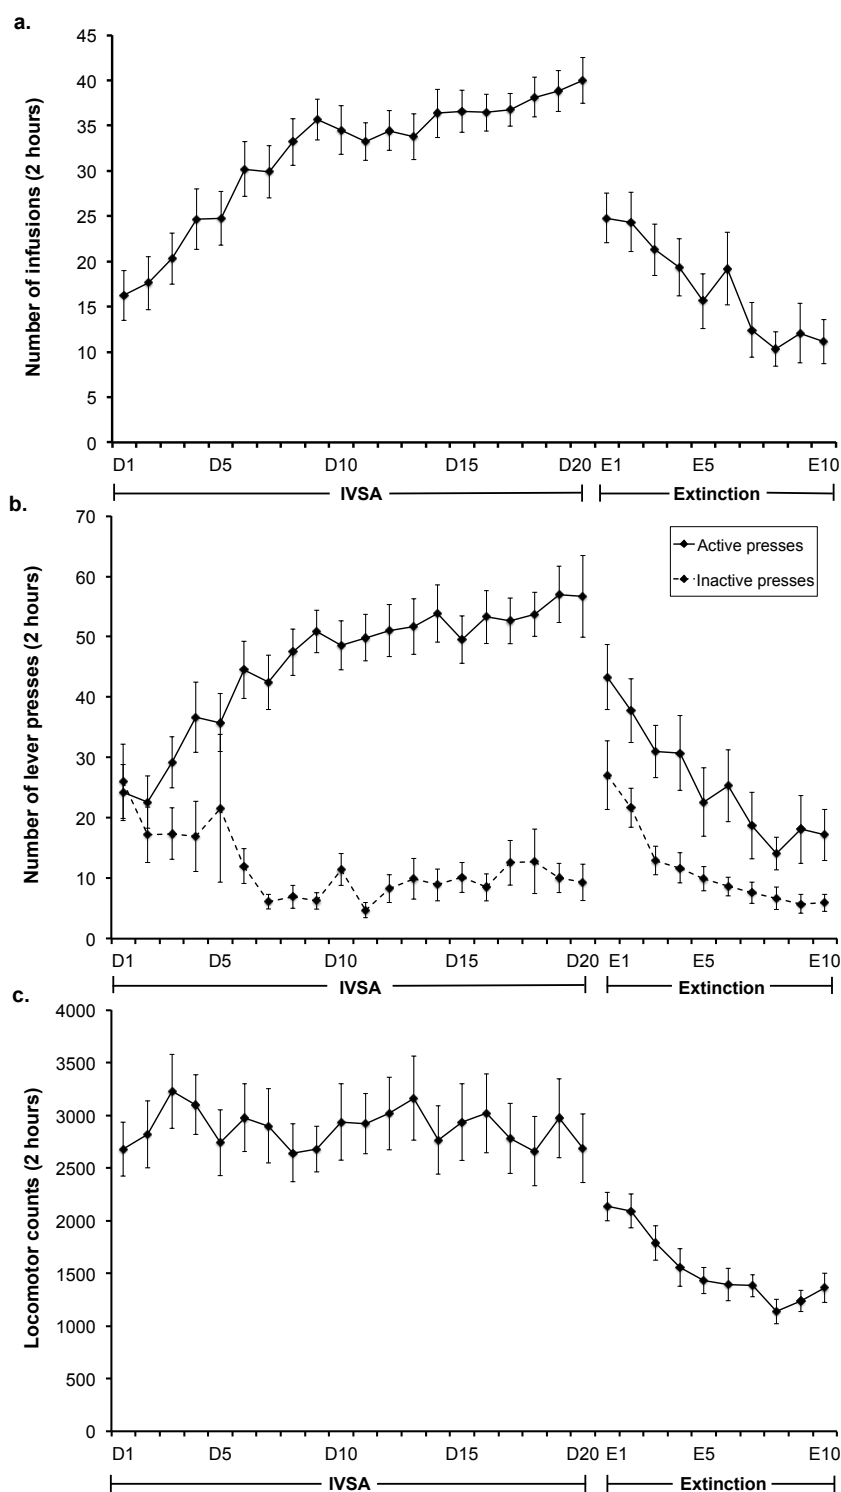 a.
Number of infusions (2 hours)
45
40
35
30
25
20
15
10
5
0
D1 D5 D10 D15 D20 E1 E5 E10
IVSA Extinction
b.
Number of lever presses (2 hours)
70
60
50
40
30
20
10
0
Active presses
Inactive presses
D1 D5 D10 D15 D20 E1 E5 E10
IVSA Extinction
c.
Locomotor counts (2 hours)
4000
3500
3000
2500
2000
1500
1000
500
0
D1 D5 D10 D15 D20 E1 E5 E10
IVSA Extinction